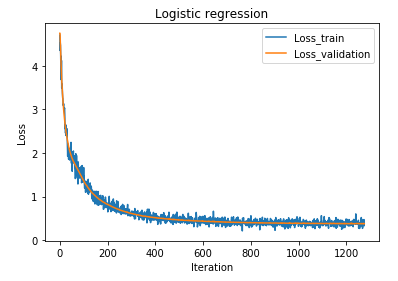 Logistic regression
Loss_train
Loss_validation
4
3
2
1
0
Loss
0 200 400 600 800 1000 1200
Iteration